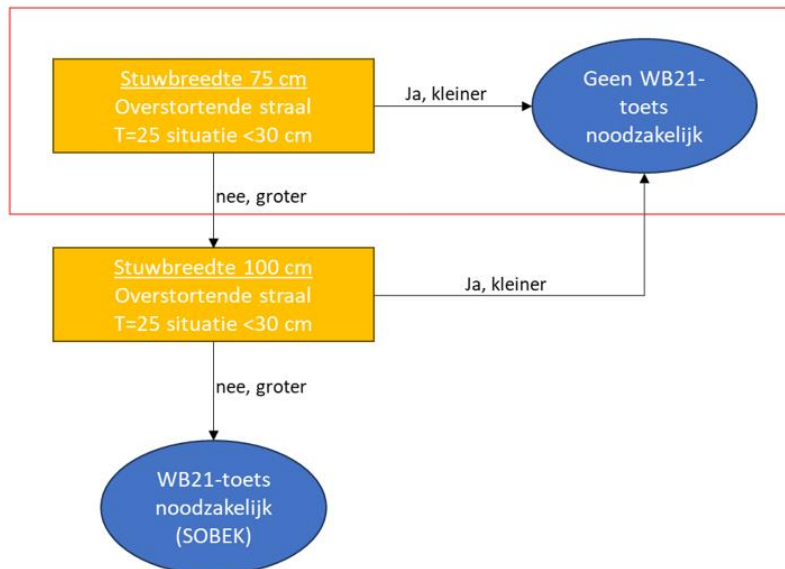 Stuwbreedte 75 cm
Overstortende straal
T=25 situatie <30 cm
Ja, kleiner
Geen WB21-
toets
noodzakelijk
nee, groter
Stuwbreedte 100 cm
Overstortende straal
T=25 situatie <30 cm
Ja, kleiner
nee, groter
WB21-toets
noodzakelijk
(SOBEK)